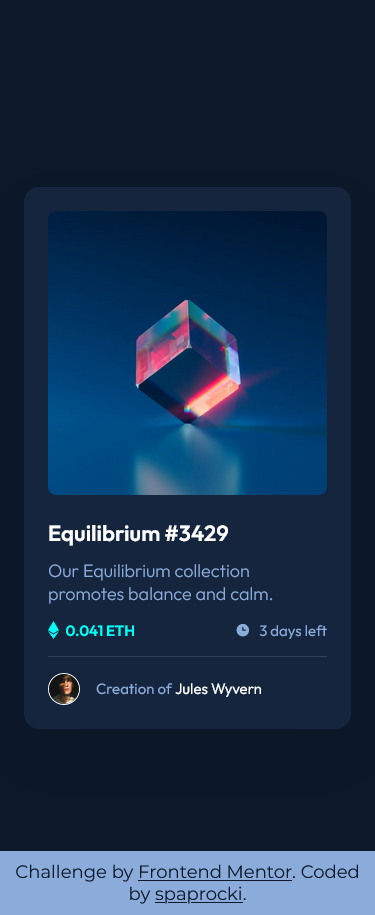 Equilibrium #3429
Our Equilibrium collection
promotes balance and calm.
0.041 ETH
3 days left
Creation of Jules Wyvern
Challenge by Frontend Mentor. Coded
by spaprocki.